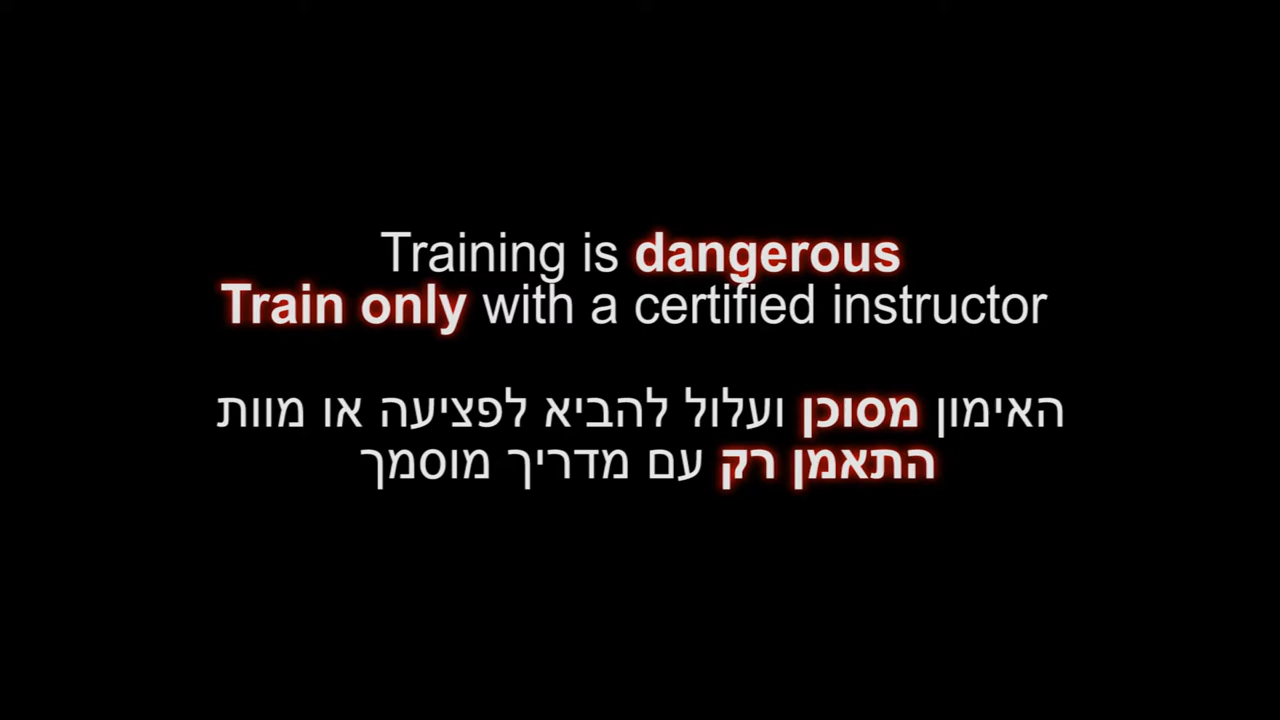 Training is dangerous
Train only with a certified instructor
האימון מסוכן ועלול להביא לפציעה או מוות
התאמן רק עם מדריך מוסמך